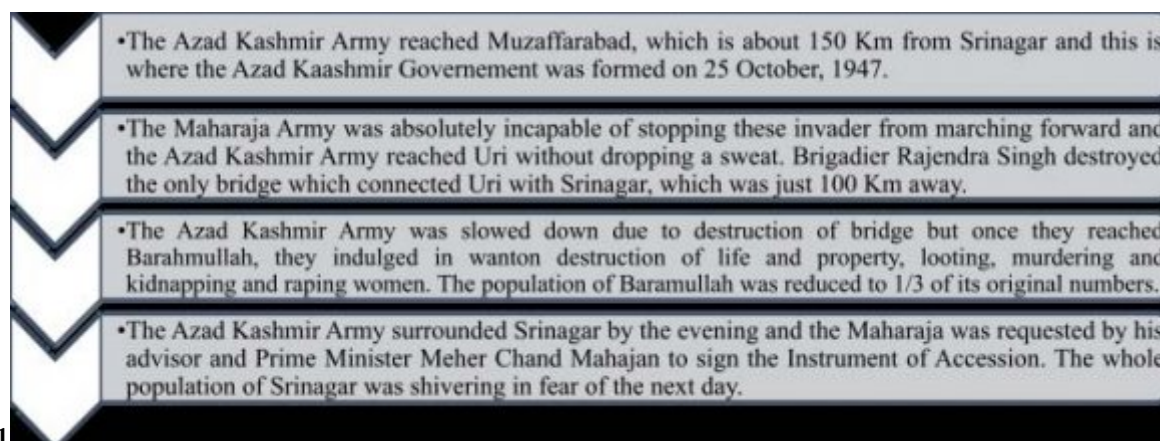 •The Azad Kashmir Army reached Muzaffarabad, which is about 150 Km from Srinagar and this is
where the Azad Kaashmir Governement was formed on 25 October, 1947.
•The Maharaja Army was absolutely incapable of stopping these invader from marching forward and
the Azad Kashmir Army reached Uri without dropping a sweat. Brigadier Rajendra Singh destroyed
the only bridge which connected Uri with Srinagar, which was just 100 Km away.
•The Azad Kashmir Army was slowed down due to destruction of bridge but once they reached
Barahmullah, they indulged in wanton destruction of life and property, looting, murdering and
kidnapping and raping women. The population of Baramullah was reduced to 1/3 of its original numbers.
•The Azad Kashmir Army surrounded Srinagar by the evening and the Maharaja was requested by his
advisor and Prime Minister Meher Chand Mahajan to sign the Instrument of Accession. The whole
population of Srinagar was shivering in fear of the next day.